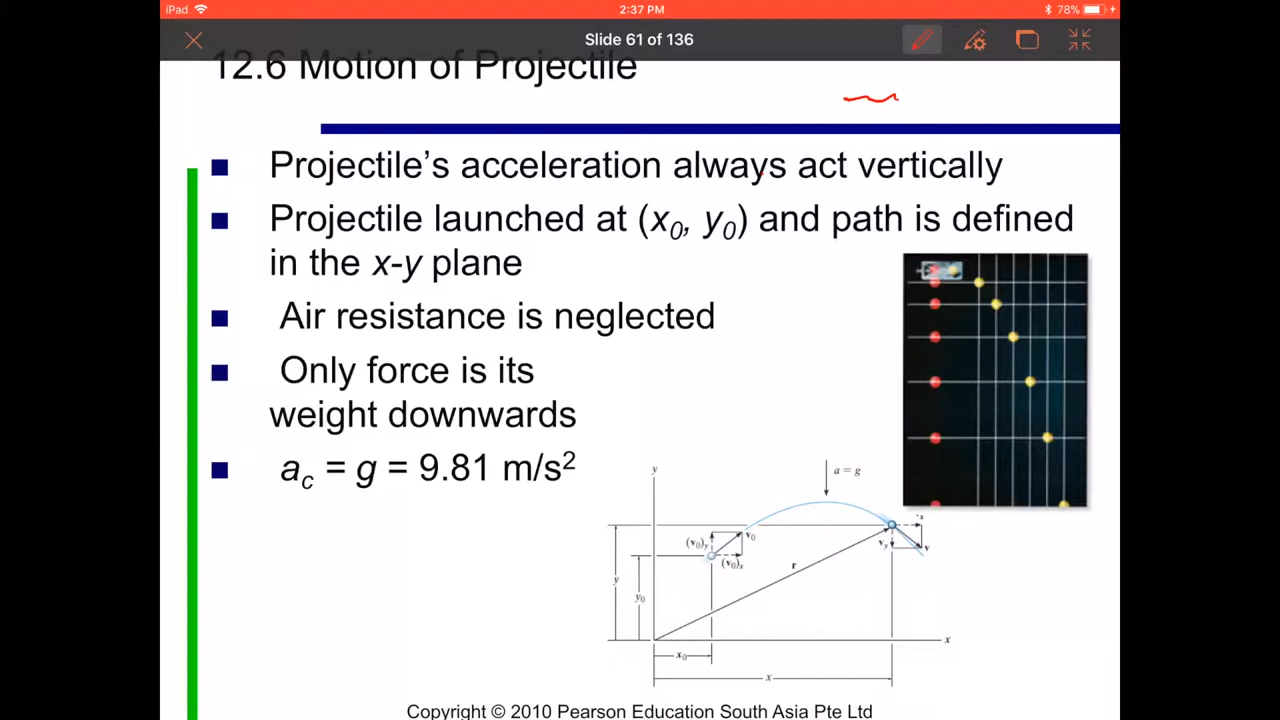 iPad 2:37 PM 78%
Slide 61 of 136
12.6 Motion of Projectile
Projectile's acceleration always act vertically
Projectile launched at (x0, y0) and path is defined
in the x-y plane
Air resistance is neglected
Only force is its
weight downwards
ac = g = 9.81 m/s2
y
a = g
(v0)y
v0
(v0)x
r
vy
v
y
y0
x
x0
x
Copyright © 2010 Pearson Education South Asia Pte Ltd